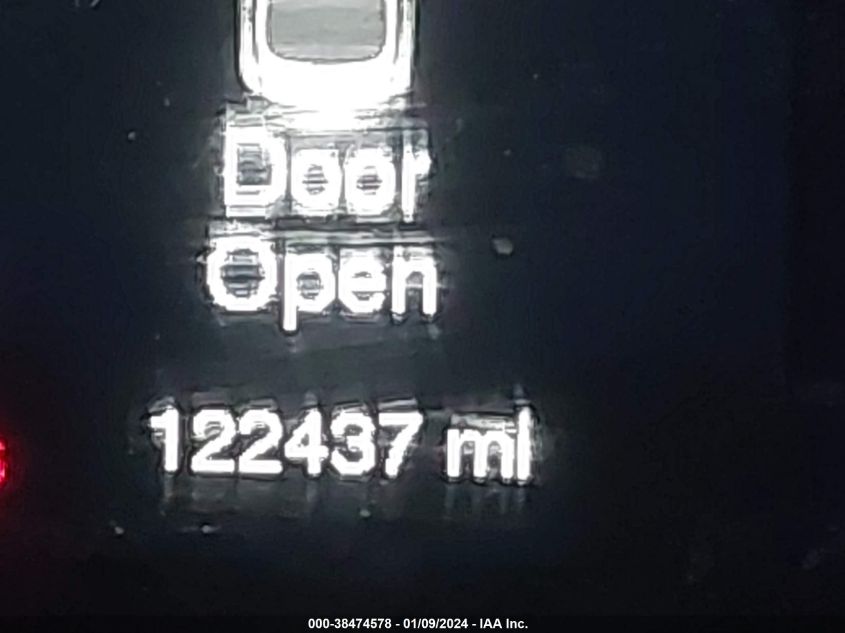 Door
Open
122437 mi
000-38474578 - 01/09/2024 - IAA Inc.